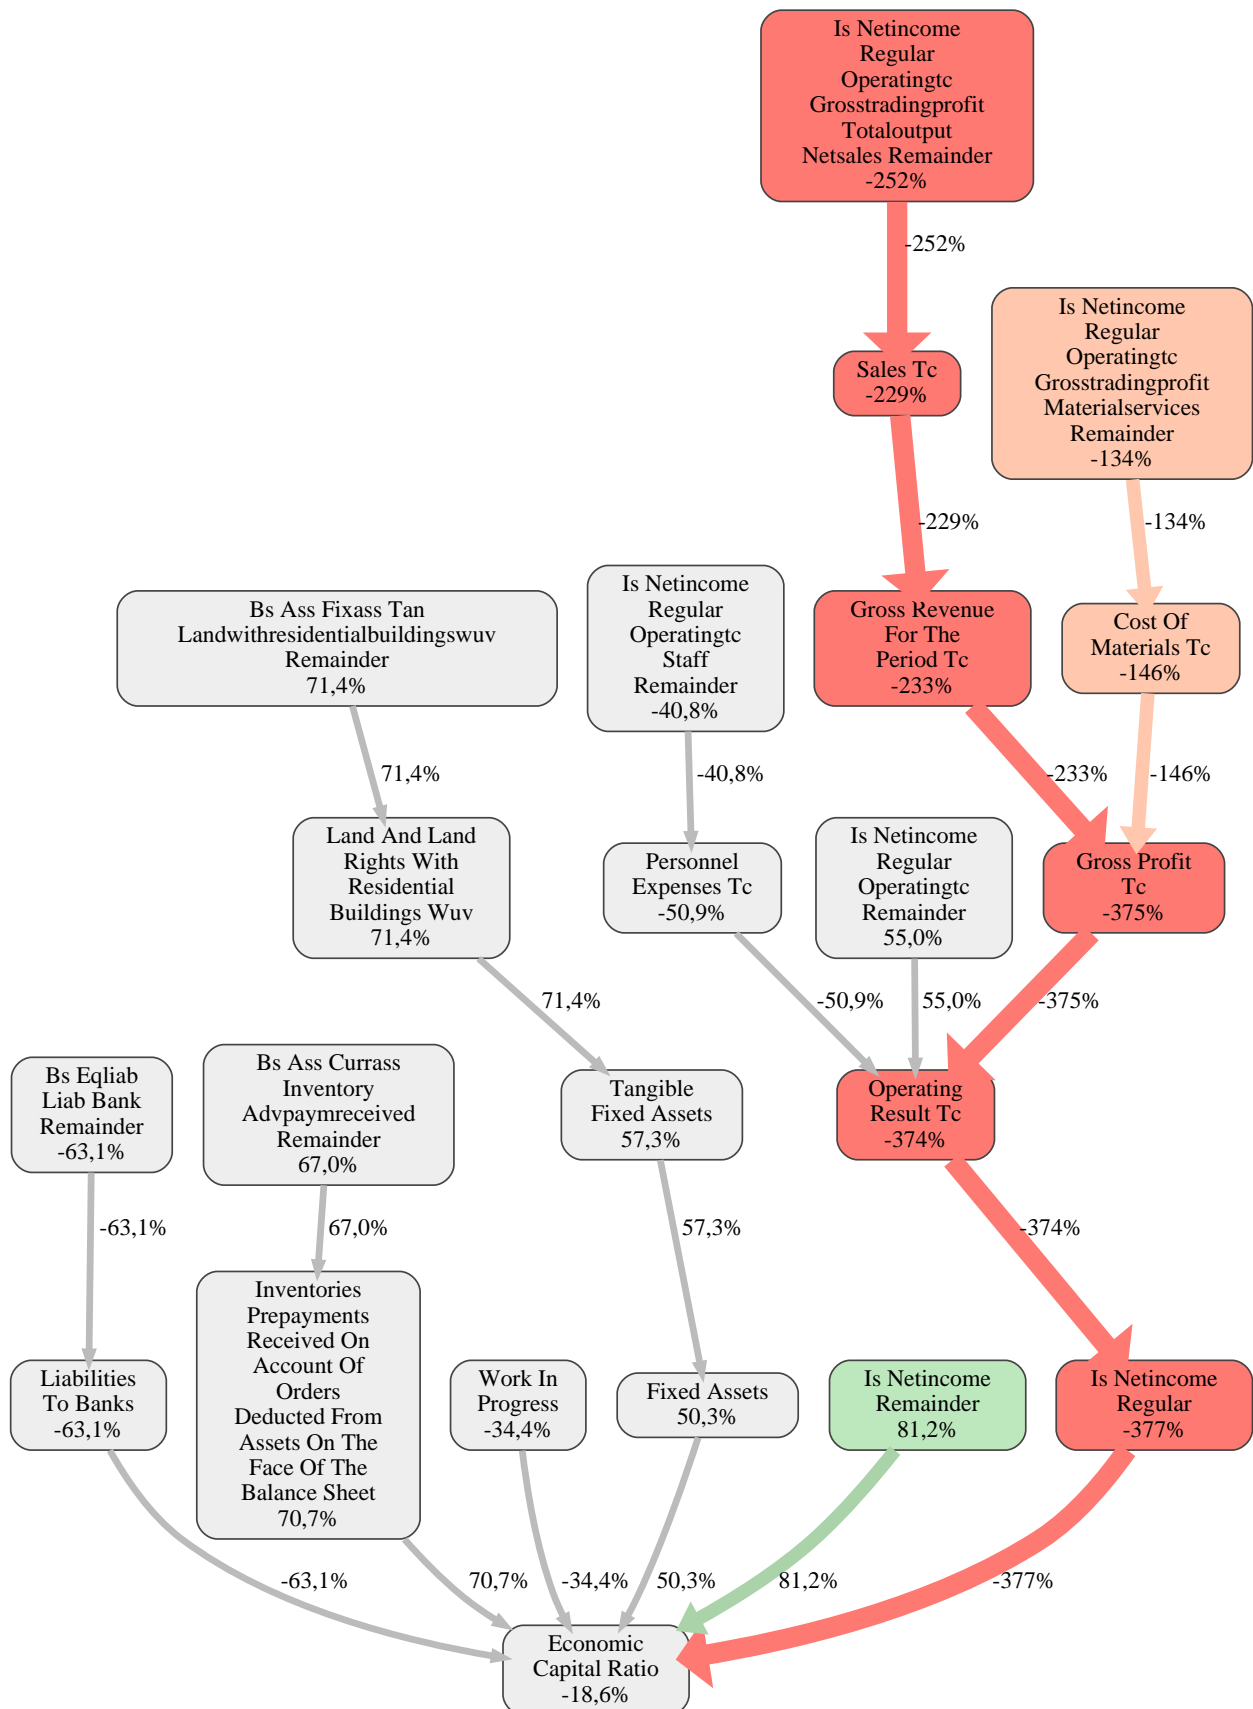 Is Netincome
Regular
Operatingtc
Grosstradingprofit
Totaloutput
Netsales Remainder
-252%
-252%
Is Netincome
Regular
Operatingtc
Grosstradingprofit
Materialservices
Remainder
-134%
Sales Tc
-229%
-229%
-134%
Bs Ass Fixass Tan
Landwithresidentialbuildingswuv
Remainder
71,4%
Is Netincome
Regular
Operatingtc
Staff
Remainder
-40,8%
Gross Revenue
For The
Period Tc
-233%
Cost Of
Materials Tc
-146%
71,4%
-40,8%
-233%
-146%
Land And Land
Rights With
Residential
Buildings Wuv
71,4%
Personnel
Expenses Tc
-50,9%
Is Netincome
Regular
Operatingtc
Remainder
55,0%
Gross Profit
Tc
-375%
71,4%
-50,9%
55,0%
-375%
Bs Eqliab
Liab Bank
Remainder
-63,1%
Bs Ass Currass
Inventory
Advpaymreceived
Remainder
67,0%
Tangible
Fixed Assets
57,3%
Operating
Result Tc
-374%
-63,1%
67,0%
57,3%
-374%
Liabilities
To Banks
-63,1%
Inventories
Prepayments
Received On
Account Of
Orders
Deducted From
Assets On The
Face Of The
Balance Sheet
70,7%
Work In
Progress
-34,4%
Fixed Assets
50,3%
Is Netincome
Remainder
81,2%
Is Netincome
Regular
-377%
-63,1%
70,7%
-34,4%
50,3%
81,2%
-377%
Economic
Capital Ratio
-18,6%